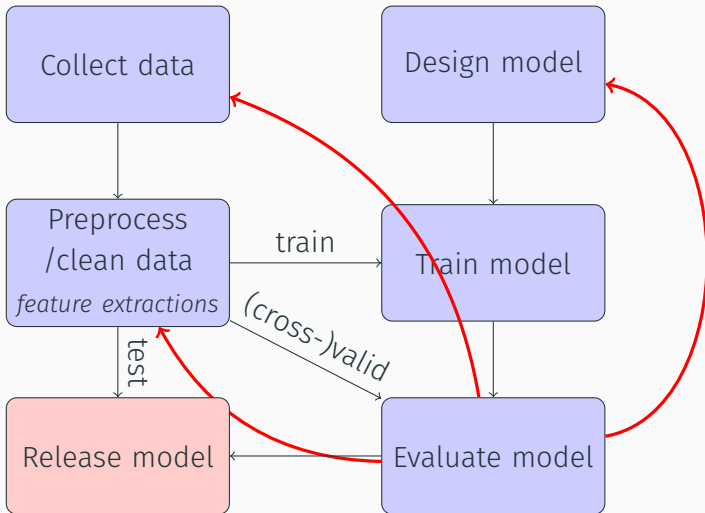 Collect data
Design model
Preprocess
/clean data
feature extractions
train
Train model
(cross-)valid
test
Release model
Evaluate model